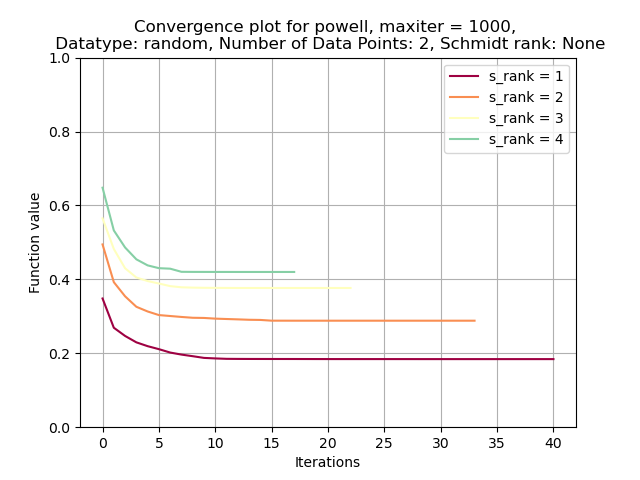 Convergence plot for powell, maxiter = 1000,
Datatype: random, Number of Data Points: 2, Schmidt rank: None
1.0
0.8
0.6
0.4
0.2
0.0
Function value
s_rank = 1
s_rank = 2
s_rank = 3
s_rank = 4
0 5 10 15 20 25 30 35 40
Iterations